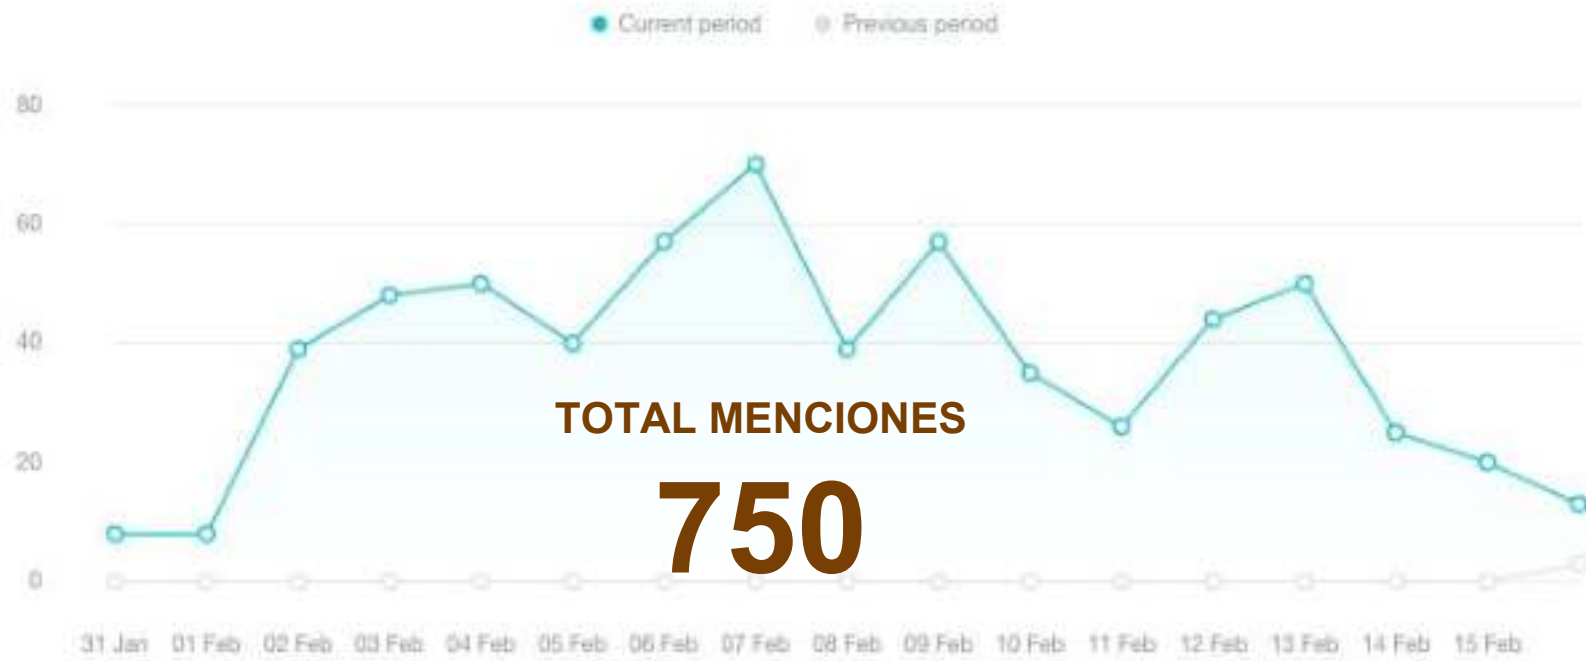 Current period Previous period
80
60
40
TOTAL MENCIONES
20
750
0
31 Jan 01 Feb 02 Feb 03 Feb 04 Feb 05 Feb 06 Feb 07 Feb 08 Feb 09 Feb 10 Feb 11 Feb 12 Feb 13 Feb 14 Feb 15 Feb